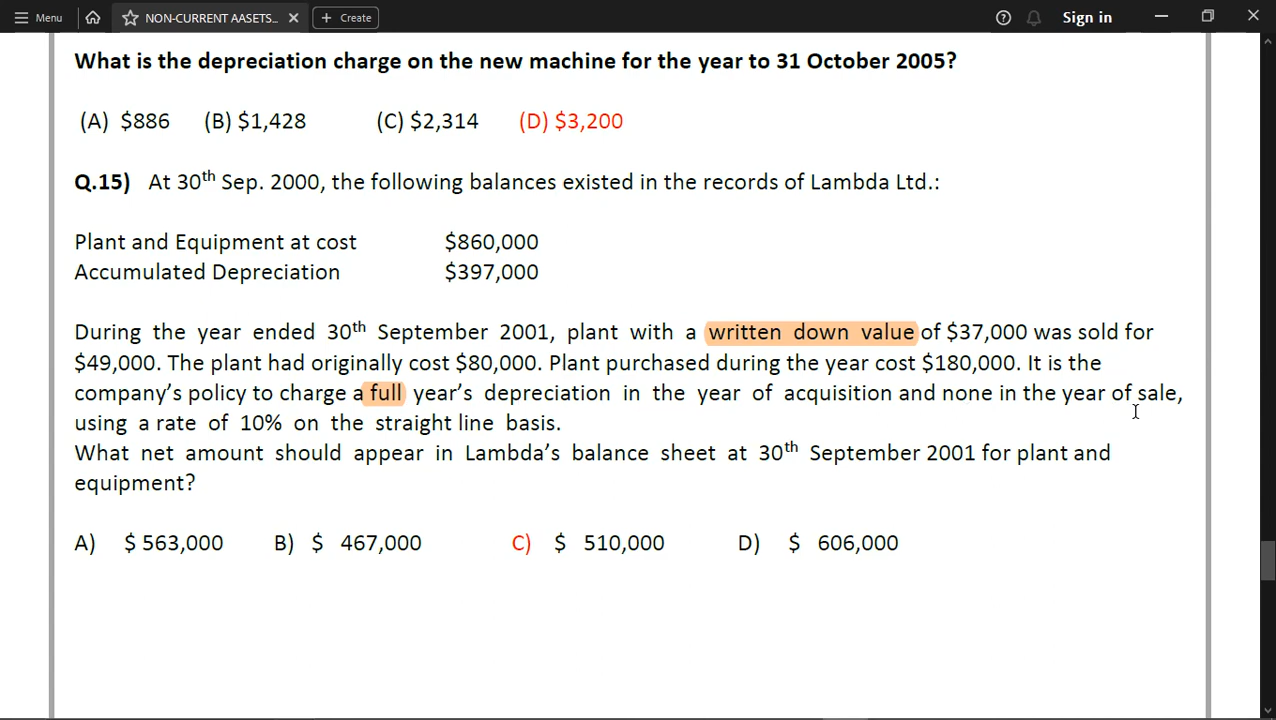 Menu
NON-CURRENT AASETS...
Create
Sign in
What is the depreciation charge on the new machine for the year to 31 October 2005?
(A) $886 (B) $1,428 (C) $2,314 (D) $3,200
Q.15) At 30th Sep. 2000, the following balances existed in the records of Lambda Ltd.:
Plant and Equipment at cost $860,000
Accumulated Depreciation $397,000
During the year ended 30th September 2001, plant with a written down value of $37,000 was sold for
$49,000. The plant had originally cost $80,000. Plant purchased during the year cost $180,000. It is the
company's policy to charge a full year's depreciation in the year of acquisition and none in the year of sale,
using a rate of 10% on the straight line basis.
What net amount should appear in Lambda's balance sheet at 30th September 2001 for plant and
equipment?
A) $ 563,000 B) $ 467,000 C) $ 510,000 D) $ 606,000